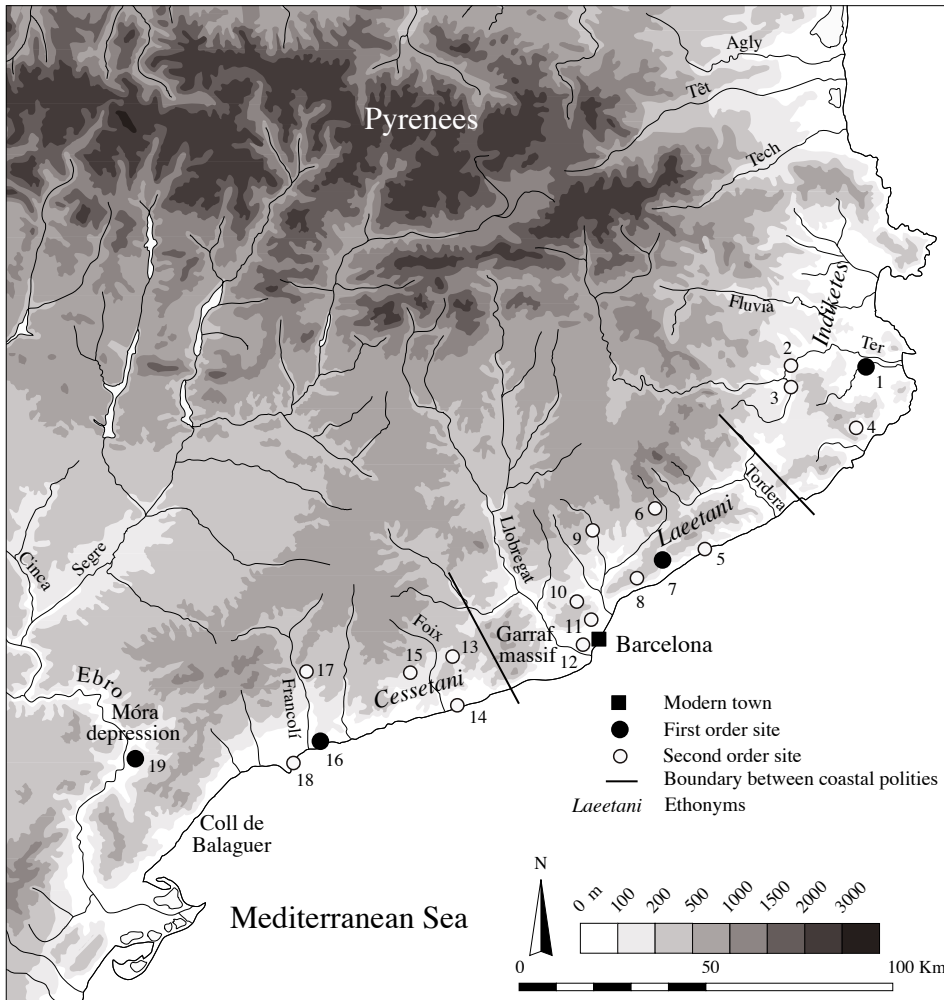 Agly
Têt
Pyrenees
Tech
Indiketes
Fluvià
Ter
2
1
3
4
Tordera
6
Laeetani
Llobregat
9
5
Cinca
Segre
7
8
10
11
Garraf
massif
Barcelona
12
Foix
13
15
17
Cessetani
Ebro
Francolí
14
Móra
depression
16
19
18
Modern town
First order site
Second order site
Boundary between coastal polities
Laeetani Ethonyms
Coll de
Balaguer
N
0 m 100 200 500 1000 1500 2000 3000
Mediterranean Sea
0 50 100 Km